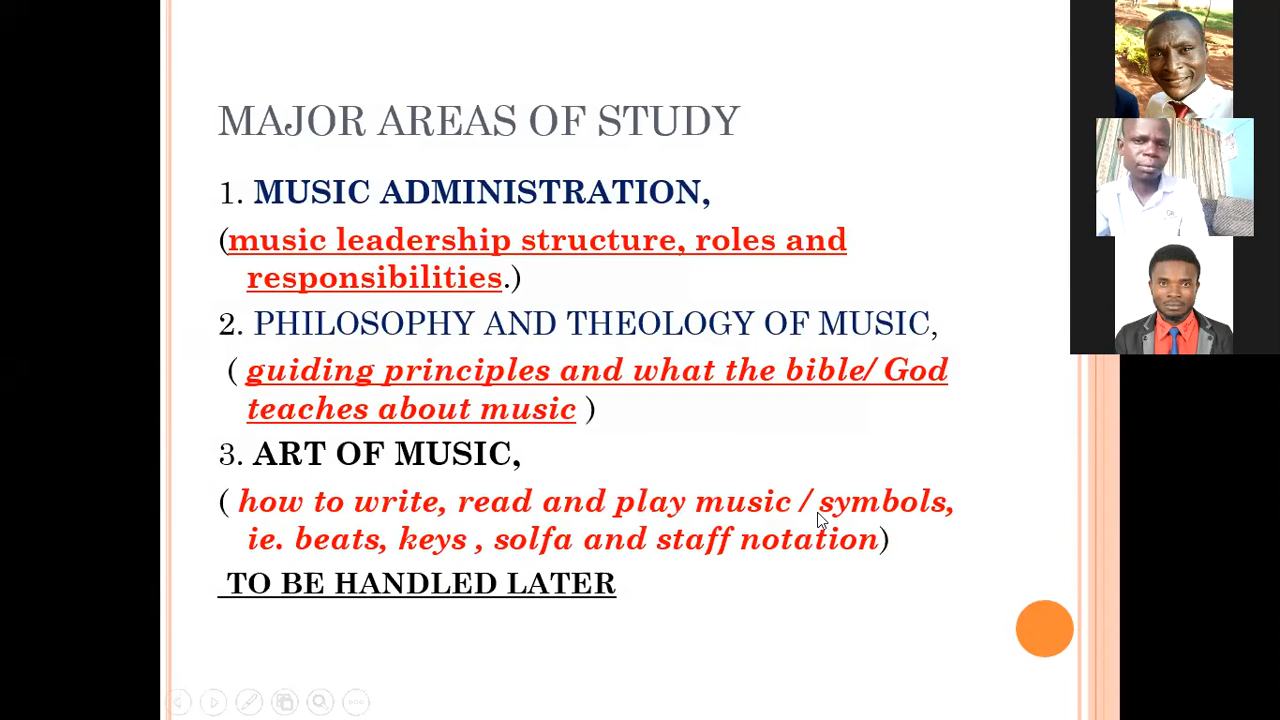 MAJOR AREAS OF STUDY
1. MUSIC ADMINISTRATION,
(music leadership structure, roles and
responsibilities.)
2. PHILOSOPHY AND THEOLOGY OF MUSIC,
( guiding principles and what the bible/ God
teaches about music )
3. ART OF MUSIC,
( how to write, read and play music / symbols,
ie. beats, keys , solfa and staff notation)
TO BE HANDLED LATER